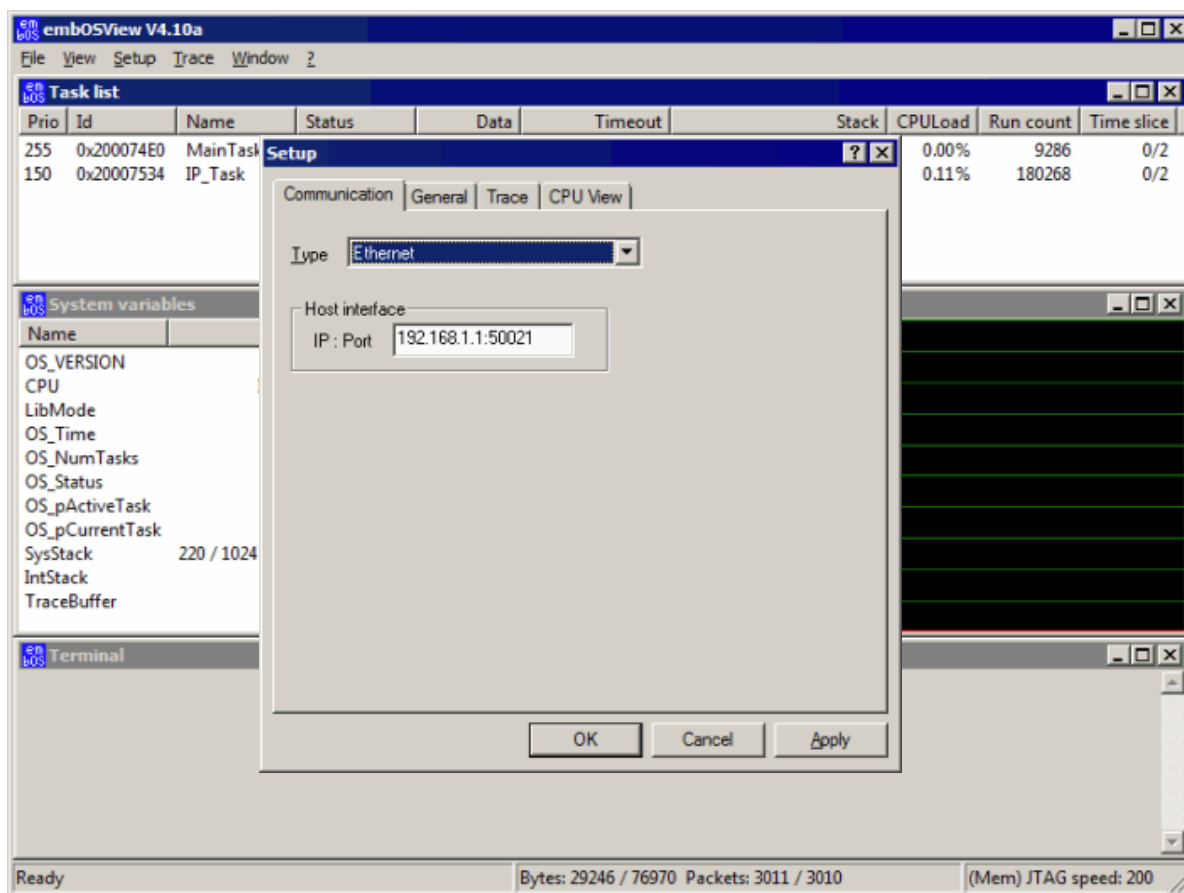 embOSView V4.10a
File View Setup Trace Window ?
Task list
Prio Id Name Status Data Timeout Stack CPULoad Run count Time slice
255 0x200074E0 MainTask 0.00% 9286 0/2
150 0x20007534 IP_Task 0.11% 180268 0/2
Setup
Communication General Trace CPU View
Type Ethernet
Host interface
IP : Port 192.168.1.1:50021
OK Cancel Apply
System variables
Name
OS_VERSION
CPU
LibMode
OS_Time
OS_NumTasks
OS_Status
OS_pActiveTask
OS_pCurrentTask
SysStack 220 / 1024
IntStack
TraceBuffer
Terminal
Ready Bytes: 29246 / 76970 Packets: 3011 / 3010 (Mem) JTAG speed: 200